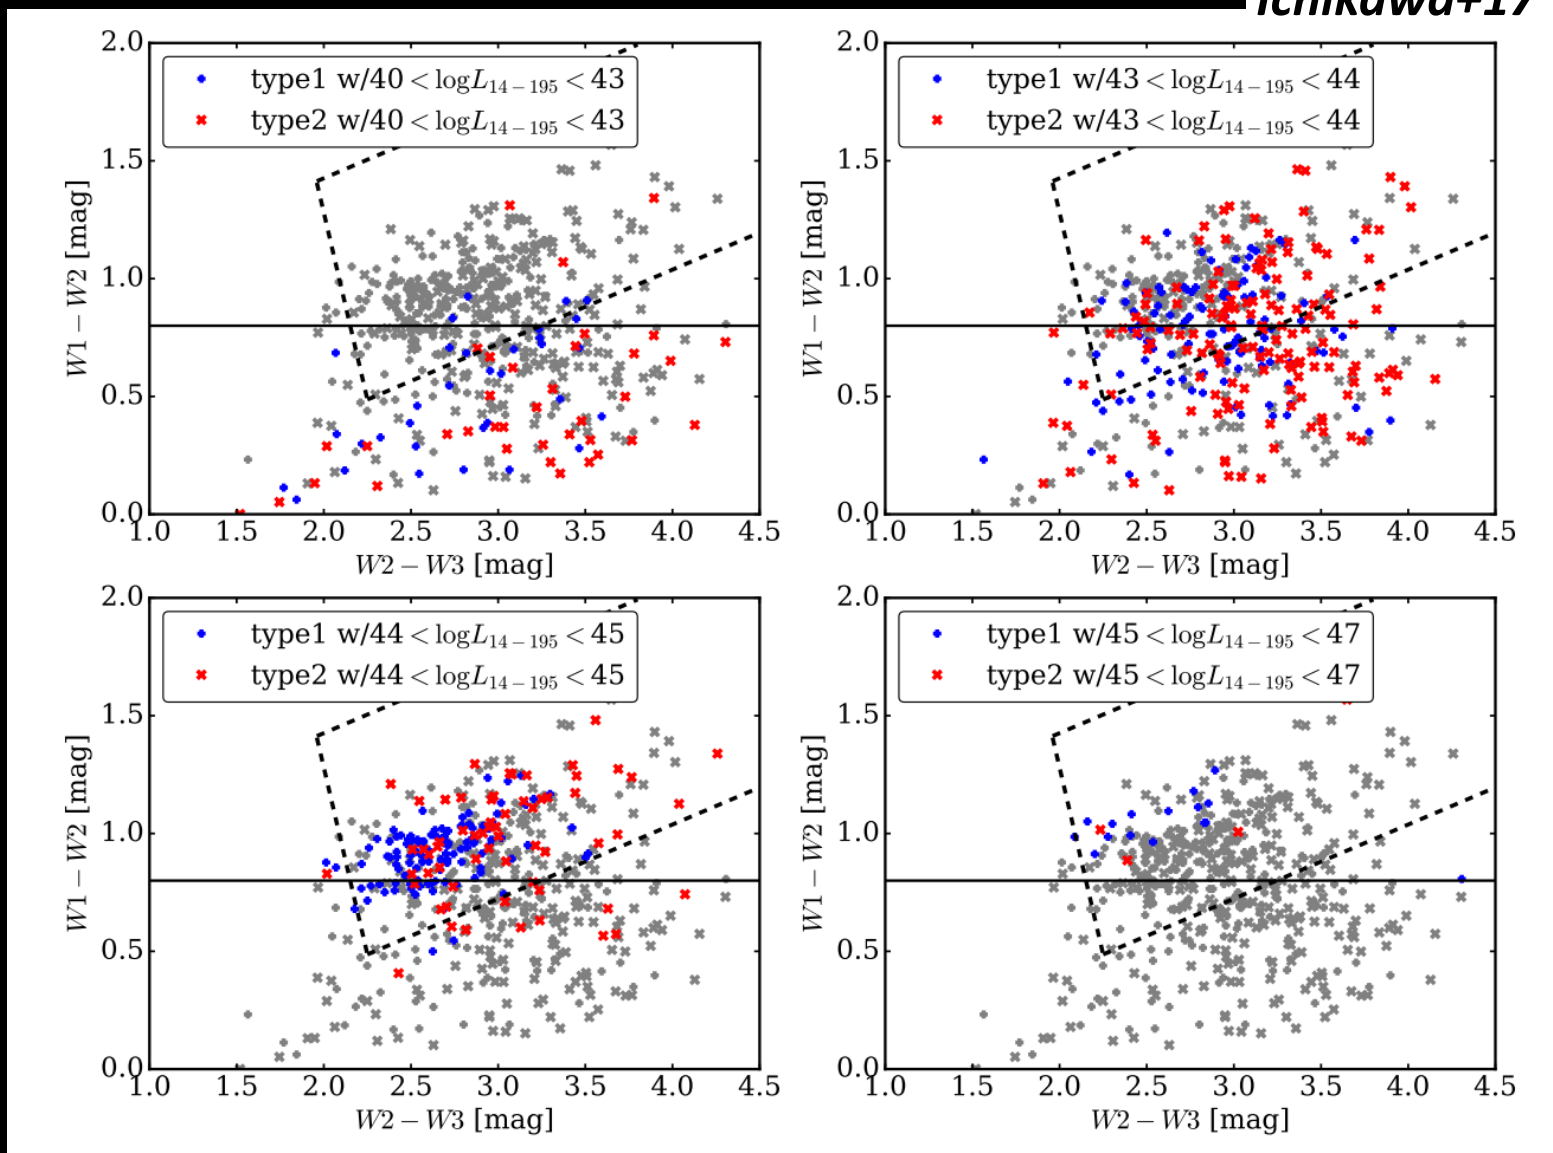 Ichikawa+17
2.0
1.5
1.0
0.5
0.0
W1 − W2 [mag]
type1 w/40 < logL14−195 < 43
type2 w/40 < logL14−195 < 43
1.0 1.5 2.0 2.5 3.0 3.5 4.0 4.5
W2 − W3 [mag]
2.0
1.5
1.0
0.5
0.0
W1 − W2 [mag]
type1 w/43 < logL14−195 < 44
type2 w/43 < logL14−195 < 44
1.0 1.5 2.0 2.5 3.0 3.5 4.0 4.5
W2 − W3 [mag]
2.0
1.5
1.0
0.5
0.0
W1 − W2 [mag]
type1 w/44 < logL14−195 < 45
type2 w/44 < logL14−195 < 45
1.0 1.5 2.0 2.5 3.0 3.5 4.0 4.5
W2 − W3 [mag]
2.0
1.5
1.0
0.5
0.0
W1 − W2 [mag]
type1 w/45 < logL14−195 < 47
type2 w/45 < logL14−195 < 47
1.0 1.5 2.0 2.5 3.0 3.5 4.0 4.5
W2 − W3 [mag]